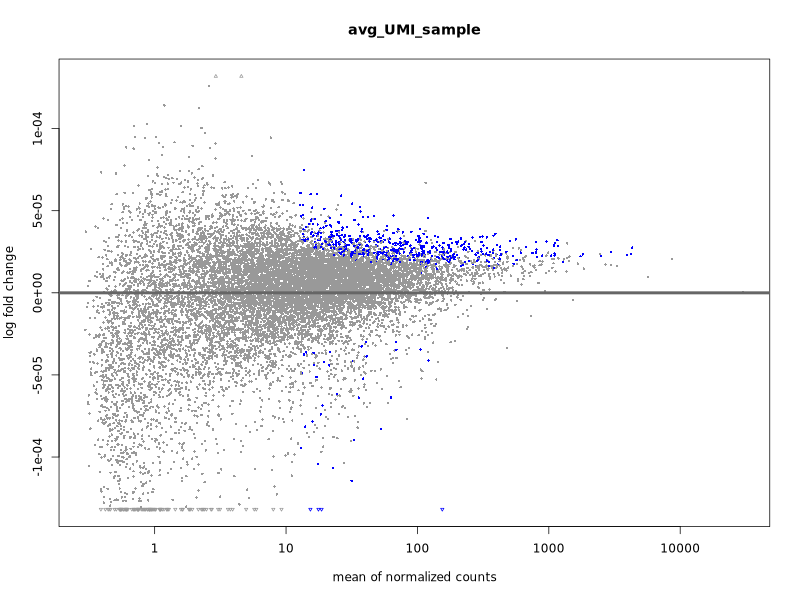 avg_UMI_sample
log fold change
1e-04
5e-05
0e+00
-5e-05
-1e-04
1 10 100 1000 10000
mean of normalized counts